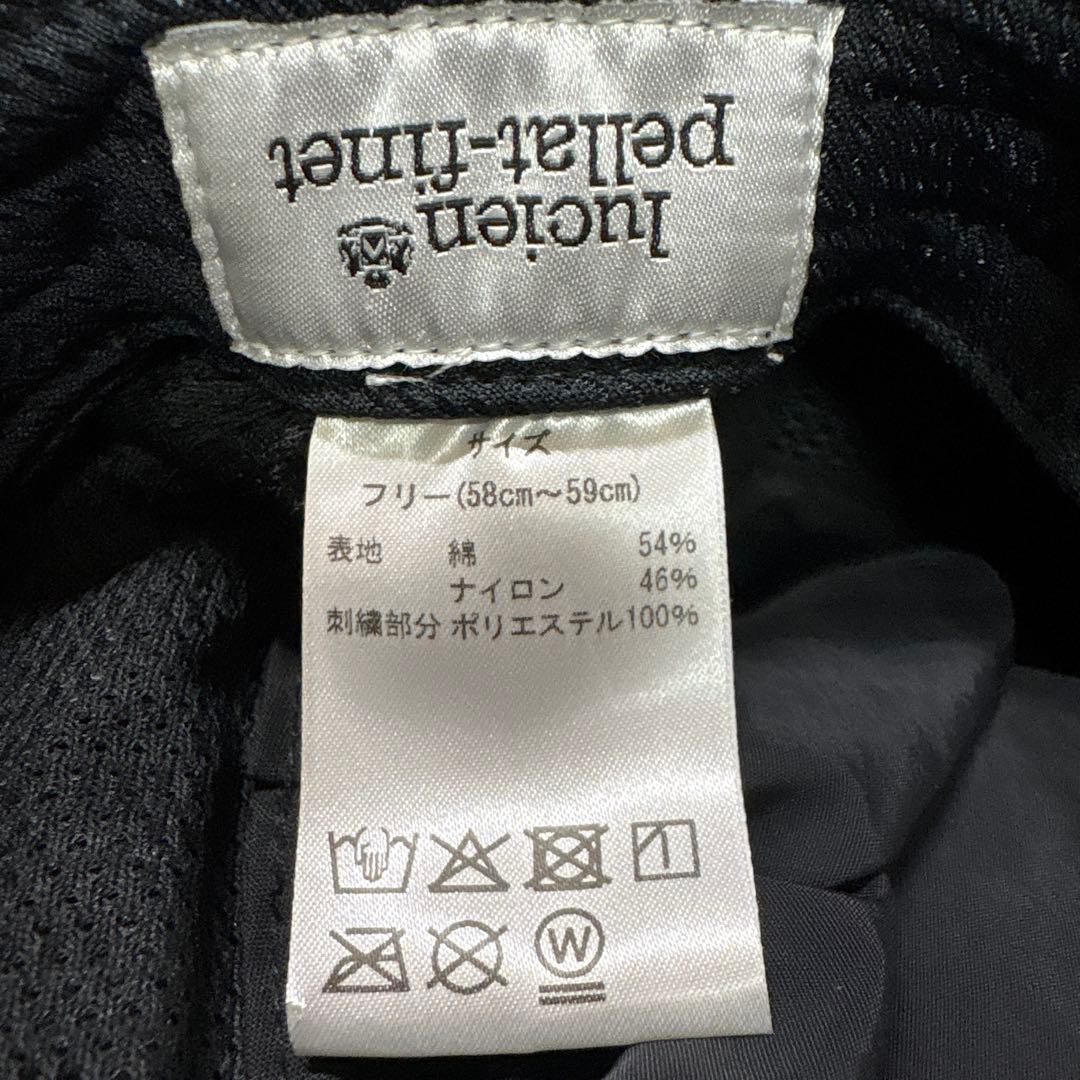 lucien
pellat-finet
サイズ
フリー(58cm～59cm)
表地 綿 54%
ナイロン 46%
刺繍部分 ポリエステル100%
W